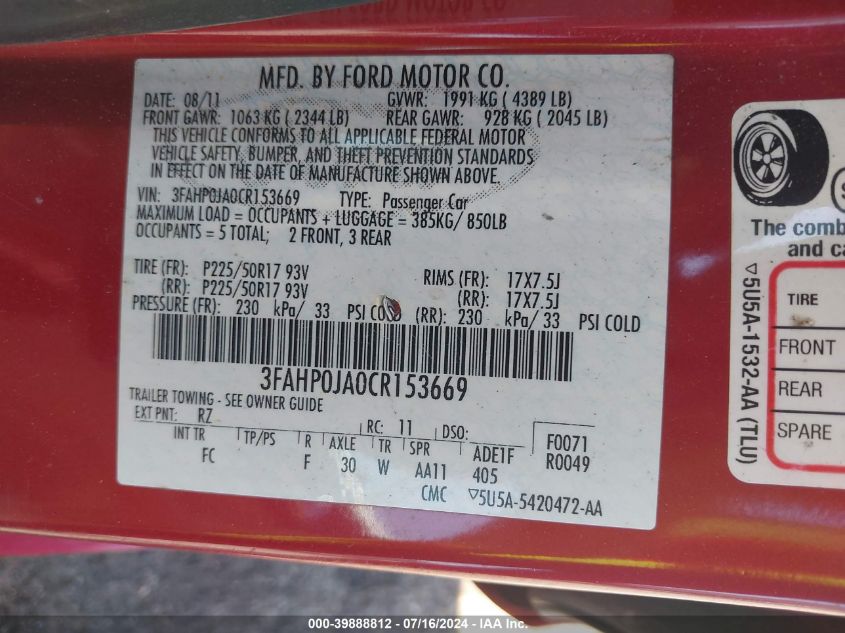 MFD. BY FORD MOTOR CO.
DATE: 08/11 GVWR: 1991 KG ( 4389 LB)
FRONT GAWR: 1063 KG ( 2344 LB) REAR GAWR: 928 KG ( 2045 LB)
THIS VEHICLE CONFORMS TO ALL APPLICABLE FEDERAL MOTOR
VEHICLE SAFETY, BUMPER, AND THEFT PREVENTION STANDARDS
IN EFFECT ON THE DATE OF MANUFACTURE SHOWN ABOVE.
VIN: 3FAHP0JA0CR153669 TYPE: Passenger Car
MAXIMUM LOAD = OCCUPANTS + LUGGAGE = 385KG/ 850LB
OCCUPANTS = 5 TOTAL; 2 FRONT, 3 REAR
TIRE (FR): P225/50R17 93V RIMS (FR): 17X7.5J
(RR): P225/50R17 93V (RR): 17X7.5J
PRESSURE (FR): 230 kPa/ 33 PSI COLD (RR): 230 kPa/ 33 PSI COLD
3FAHP0JA0CR153669
TRAILER TOWING - SEE OWNER GUIDE
EXT PNT: RZ RC: 11 DSO: F0071
INT TR TP/PS R AXLE TR SPR ADE1F R0049
FC F 30 W AA11 405
CMC ▽5U5A-5420472-AA
The comb
and ca
TIRE
FRONT
REAR
SPARE
▽5U5A-1532-AA (TLU)
000-39888812 07/16/2024 - IAA Inc.